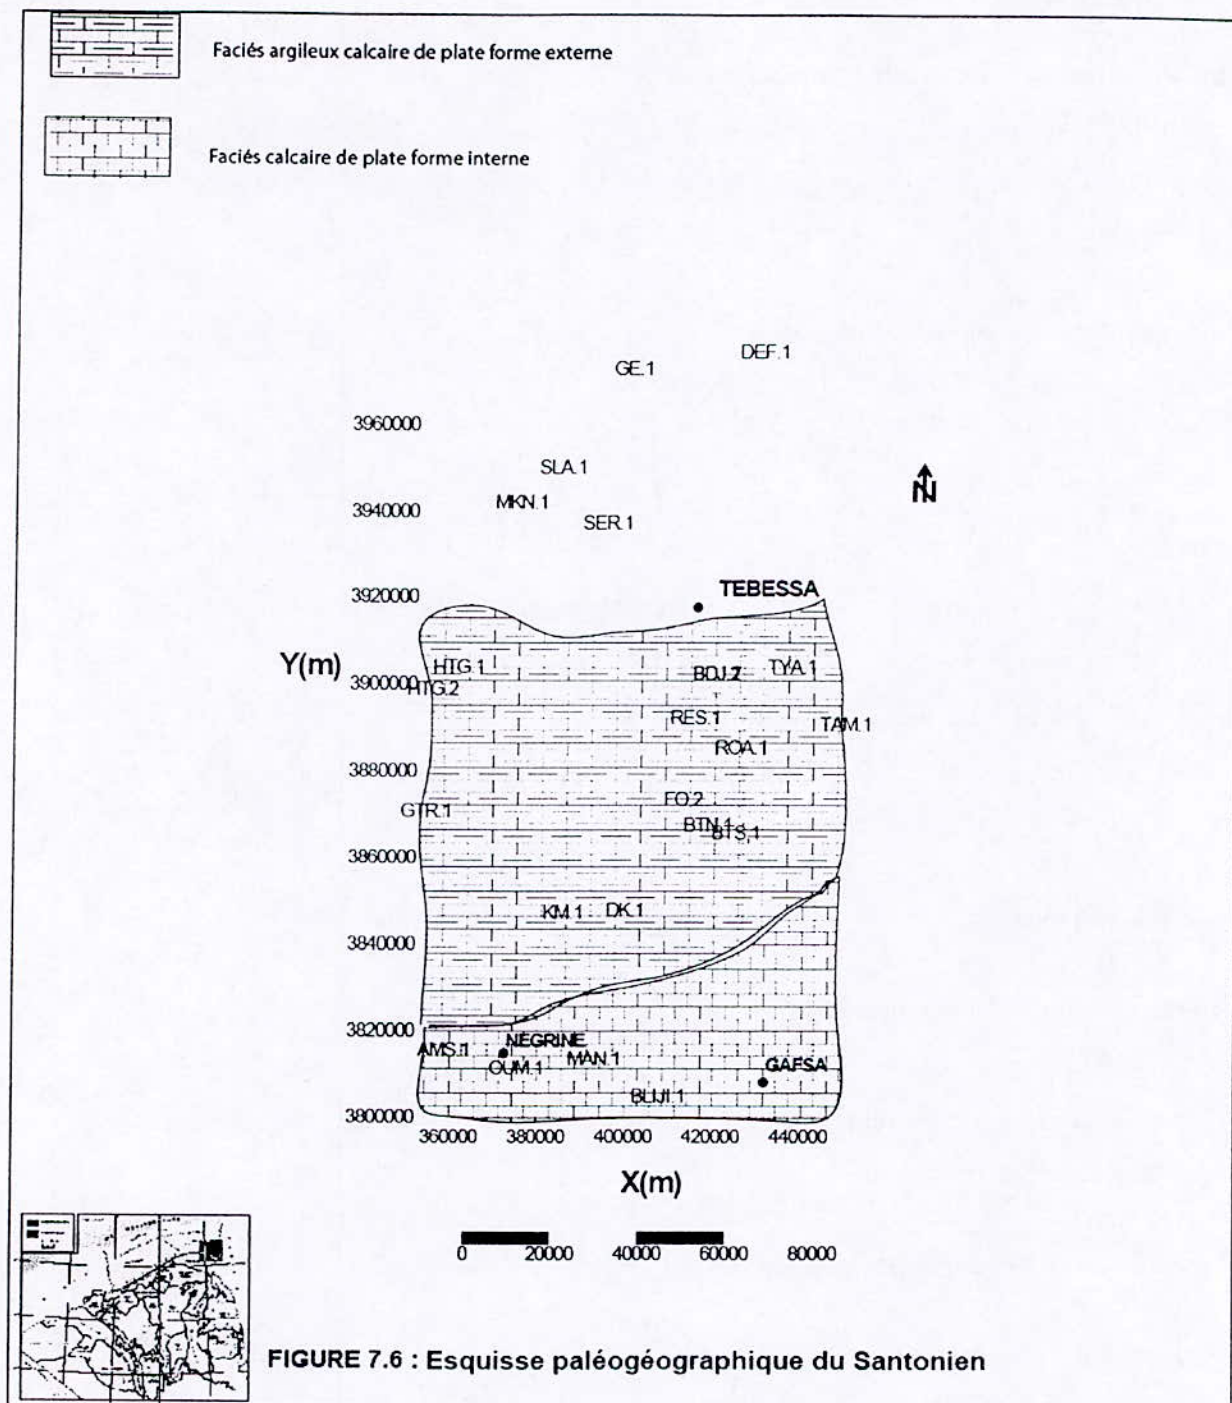 Faciés argileux calcaire de plate forme externe
Faciés calcaire de plate forme interne
DEF.1
GE.1
3960000
SLA.1
MKN.1
3940000
SER.1
N
TEBESSA
3920000
Y(m)
HTG.1
BDJ.2
TYA.1
3900000
HTG.2
RES.1
TAM.1
ROA.1
3880000
FO.2
GTR.1
BTN.1
BTS.1
3860000
KM.1
DK.1
3840000
3820000
NEGRINE
AMS.1
MAN.1
OUM.1
GAFSA
BLIJI.1
3800000
360000 380000 400000 420000 440000
X(m)
0 20000 40000 60000 80000
FIGURE 7.6 : Esquisse paléogéographique du Santonien